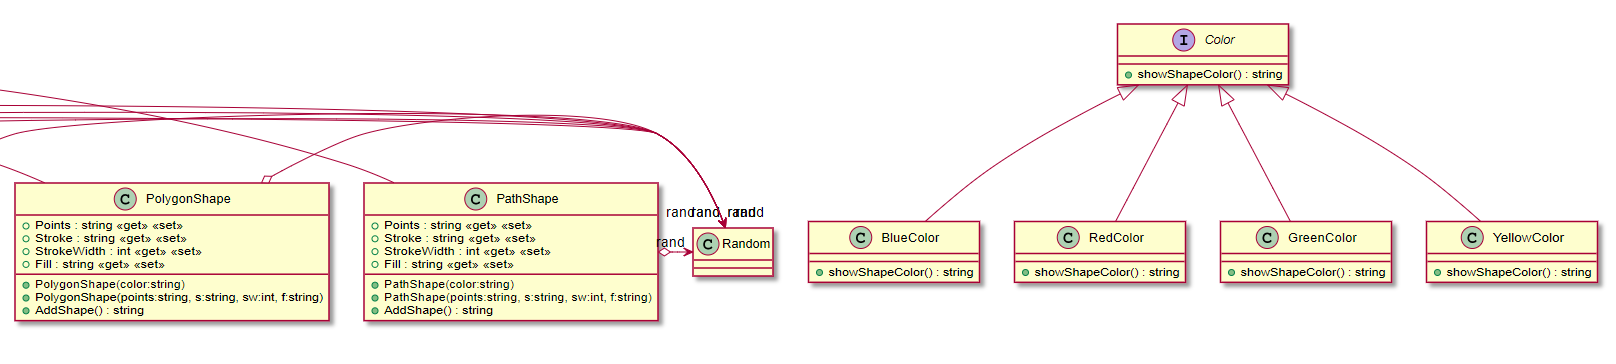 I Color
showShapeColor() : string
C PolygonShape
Points : string «get» «set»
Stroke : string «get» «set»
StrokeWidth : int «get» «set»
Fill : string «get» «set»
PolygonShape(color:string)
PolygonShape(points:string, s:string, sw:int, f:string)
AddShape() : string
C PathShape
Points : string «get» «set»
Stroke : string «get» «set»
StrokeWidth : int «get» «set»
Fill : string «get» «set»
PathShape(color:string)
PathShape(points:string, s:string, sw:int, f:string)
AddShape() : string
rand rand rand rand
rand
C Random
C BlueColor
showShapeColor() : string
C RedColor
showShapeColor() : string
C GreenColor
showShapeColor() : string
C YellowColor
showShapeColor() : string